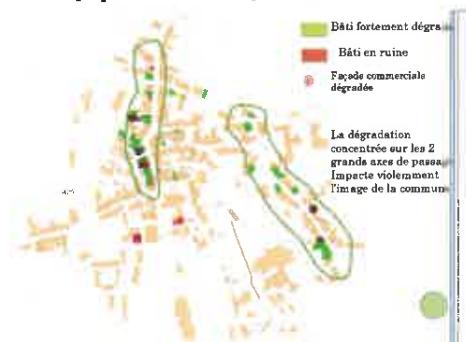 Bâti fortement dégra
Bâti en ruine
Façade commerciale
dégradée
La dégradation
concentrée sur les 2
grands axes de passa
Impacte violemment
l'image de la commun